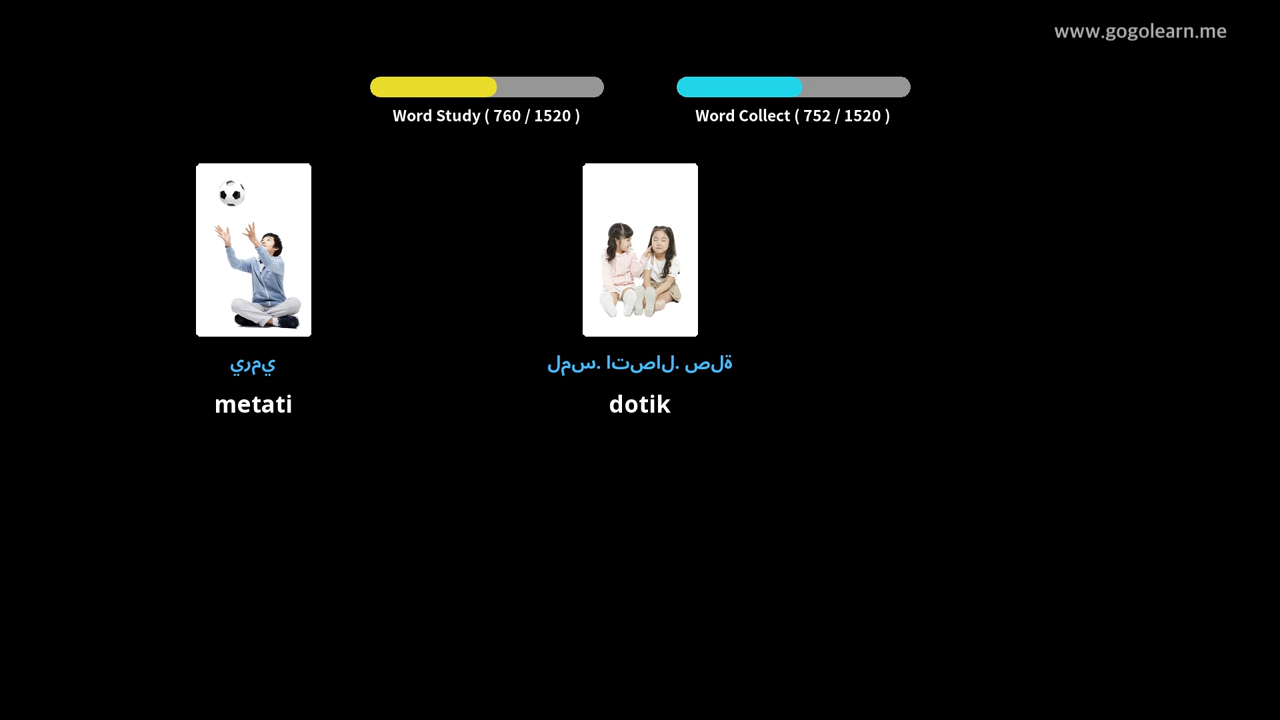 www.gogolearn.me
Word Study ( 760 / 1520 )
Word Collect ( 752 / 1520 )
يرمي
لمس. اتصال. صلة
metati
dotik